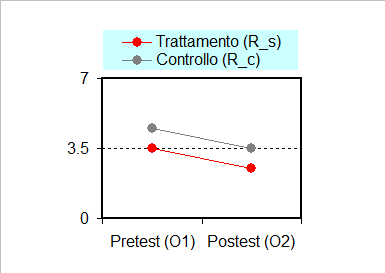 Trattamento (R_s)
Controllo (R_c)
7
3.5
0
Pretest (O1) Postest (O2)